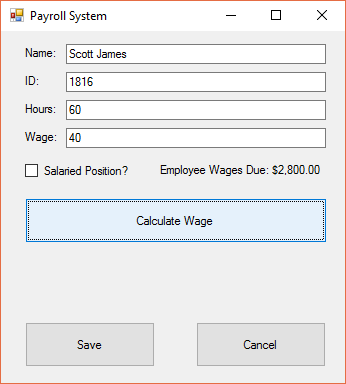 Payroll System
Name: Scott James
ID: 1816
Hours: 60
Wage: 40
Salaried Position? Employee Wages Due: $2,800.00
Calculate Wage
Save Cancel